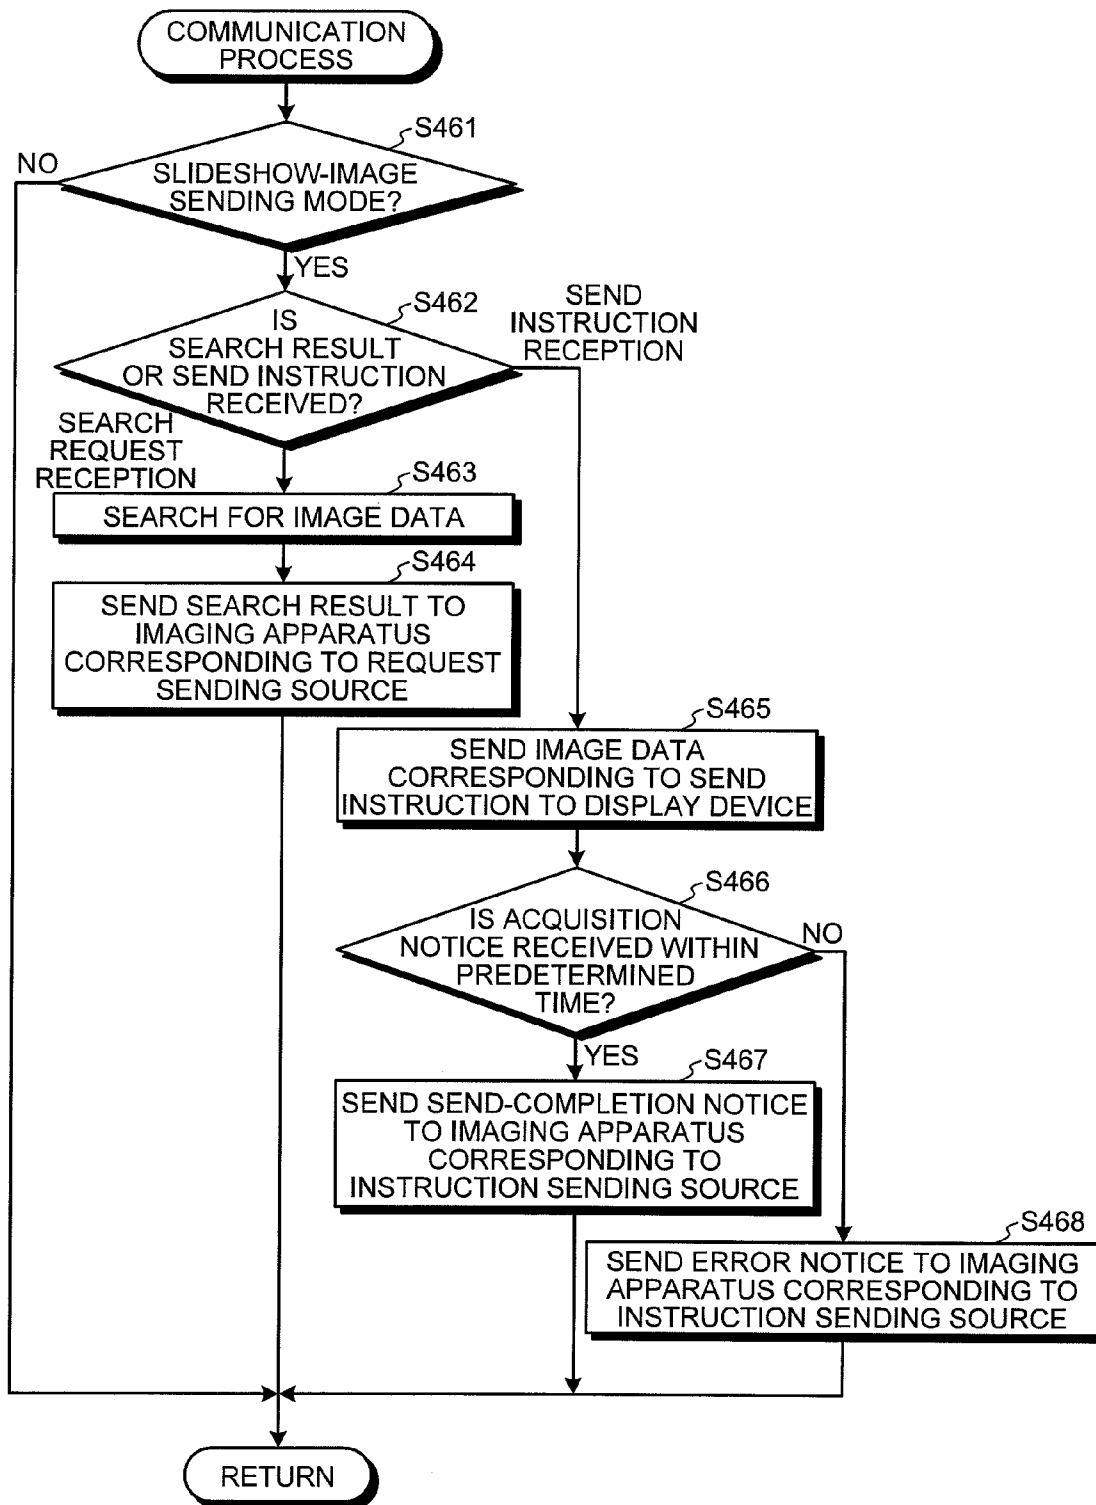 COMMUNICATION
PROCESS
S461
NO
SLIDESHOW-IMAGE
SENDING MODE?
YES
S462
SEND
INSTRUCTION
RECEPTION
IS
SEARCH RESULT
OR SEND INSTRUCTION
RECEIVED?
SEARCH
REQUEST
RECEPTION
S463
SEARCH FOR IMAGE DATA
S464
SEND SEARCH RESULT TO
IMAGING APPARATUS
CORRESPONDING TO REQUEST
SENDING SOURCE
S465
SEND IMAGE DATA
CORRESPONDING TO SEND
INSTRUCTION TO DISPLAY DEVICE
S466
IS ACQUISITION
NOTICE RECEIVED WITHIN
PREDETERMINED
TIME?
NO
YES
S467
SEND SEND-COMPLETION NOTICE
TO IMAGING APPARATUS
CORRESPONDING TO
INSTRUCTION SENDING SOURCE
S468
SEND ERROR NOTICE TO IMAGING
APPARATUS CORRESPONDING TO
INSTRUCTION SENDING SOURCE
RETURN